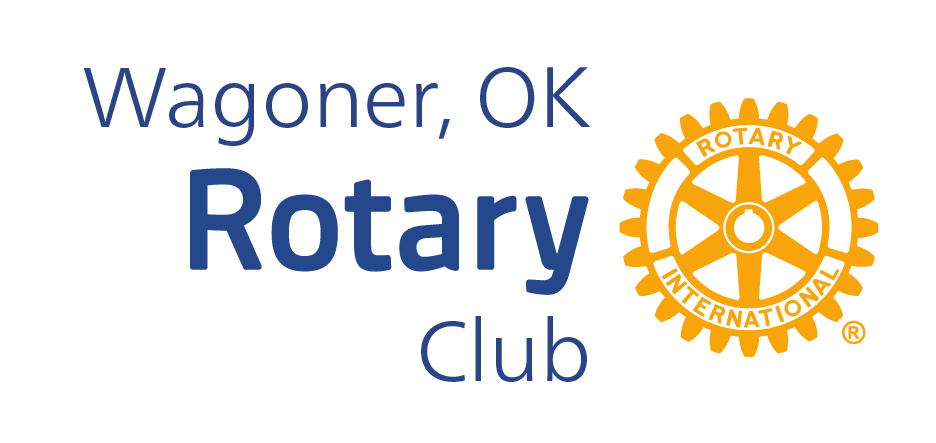 Wagoner, OK
Rotary
Club
ROTARY
INTERNATIONAL
®